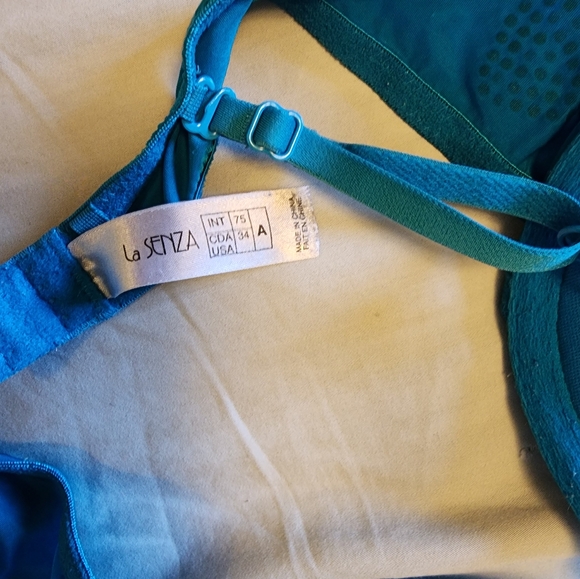 La SENZA
INT 75
CDA 34 A
USA
MADE IN CHINA
FAIT EN CHINE